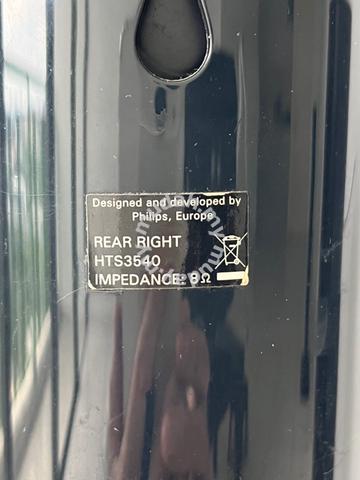 Designed and developed by
Philips, Europe
REAR RIGHT
HTS3540
IMPEDANCE: 8Ω